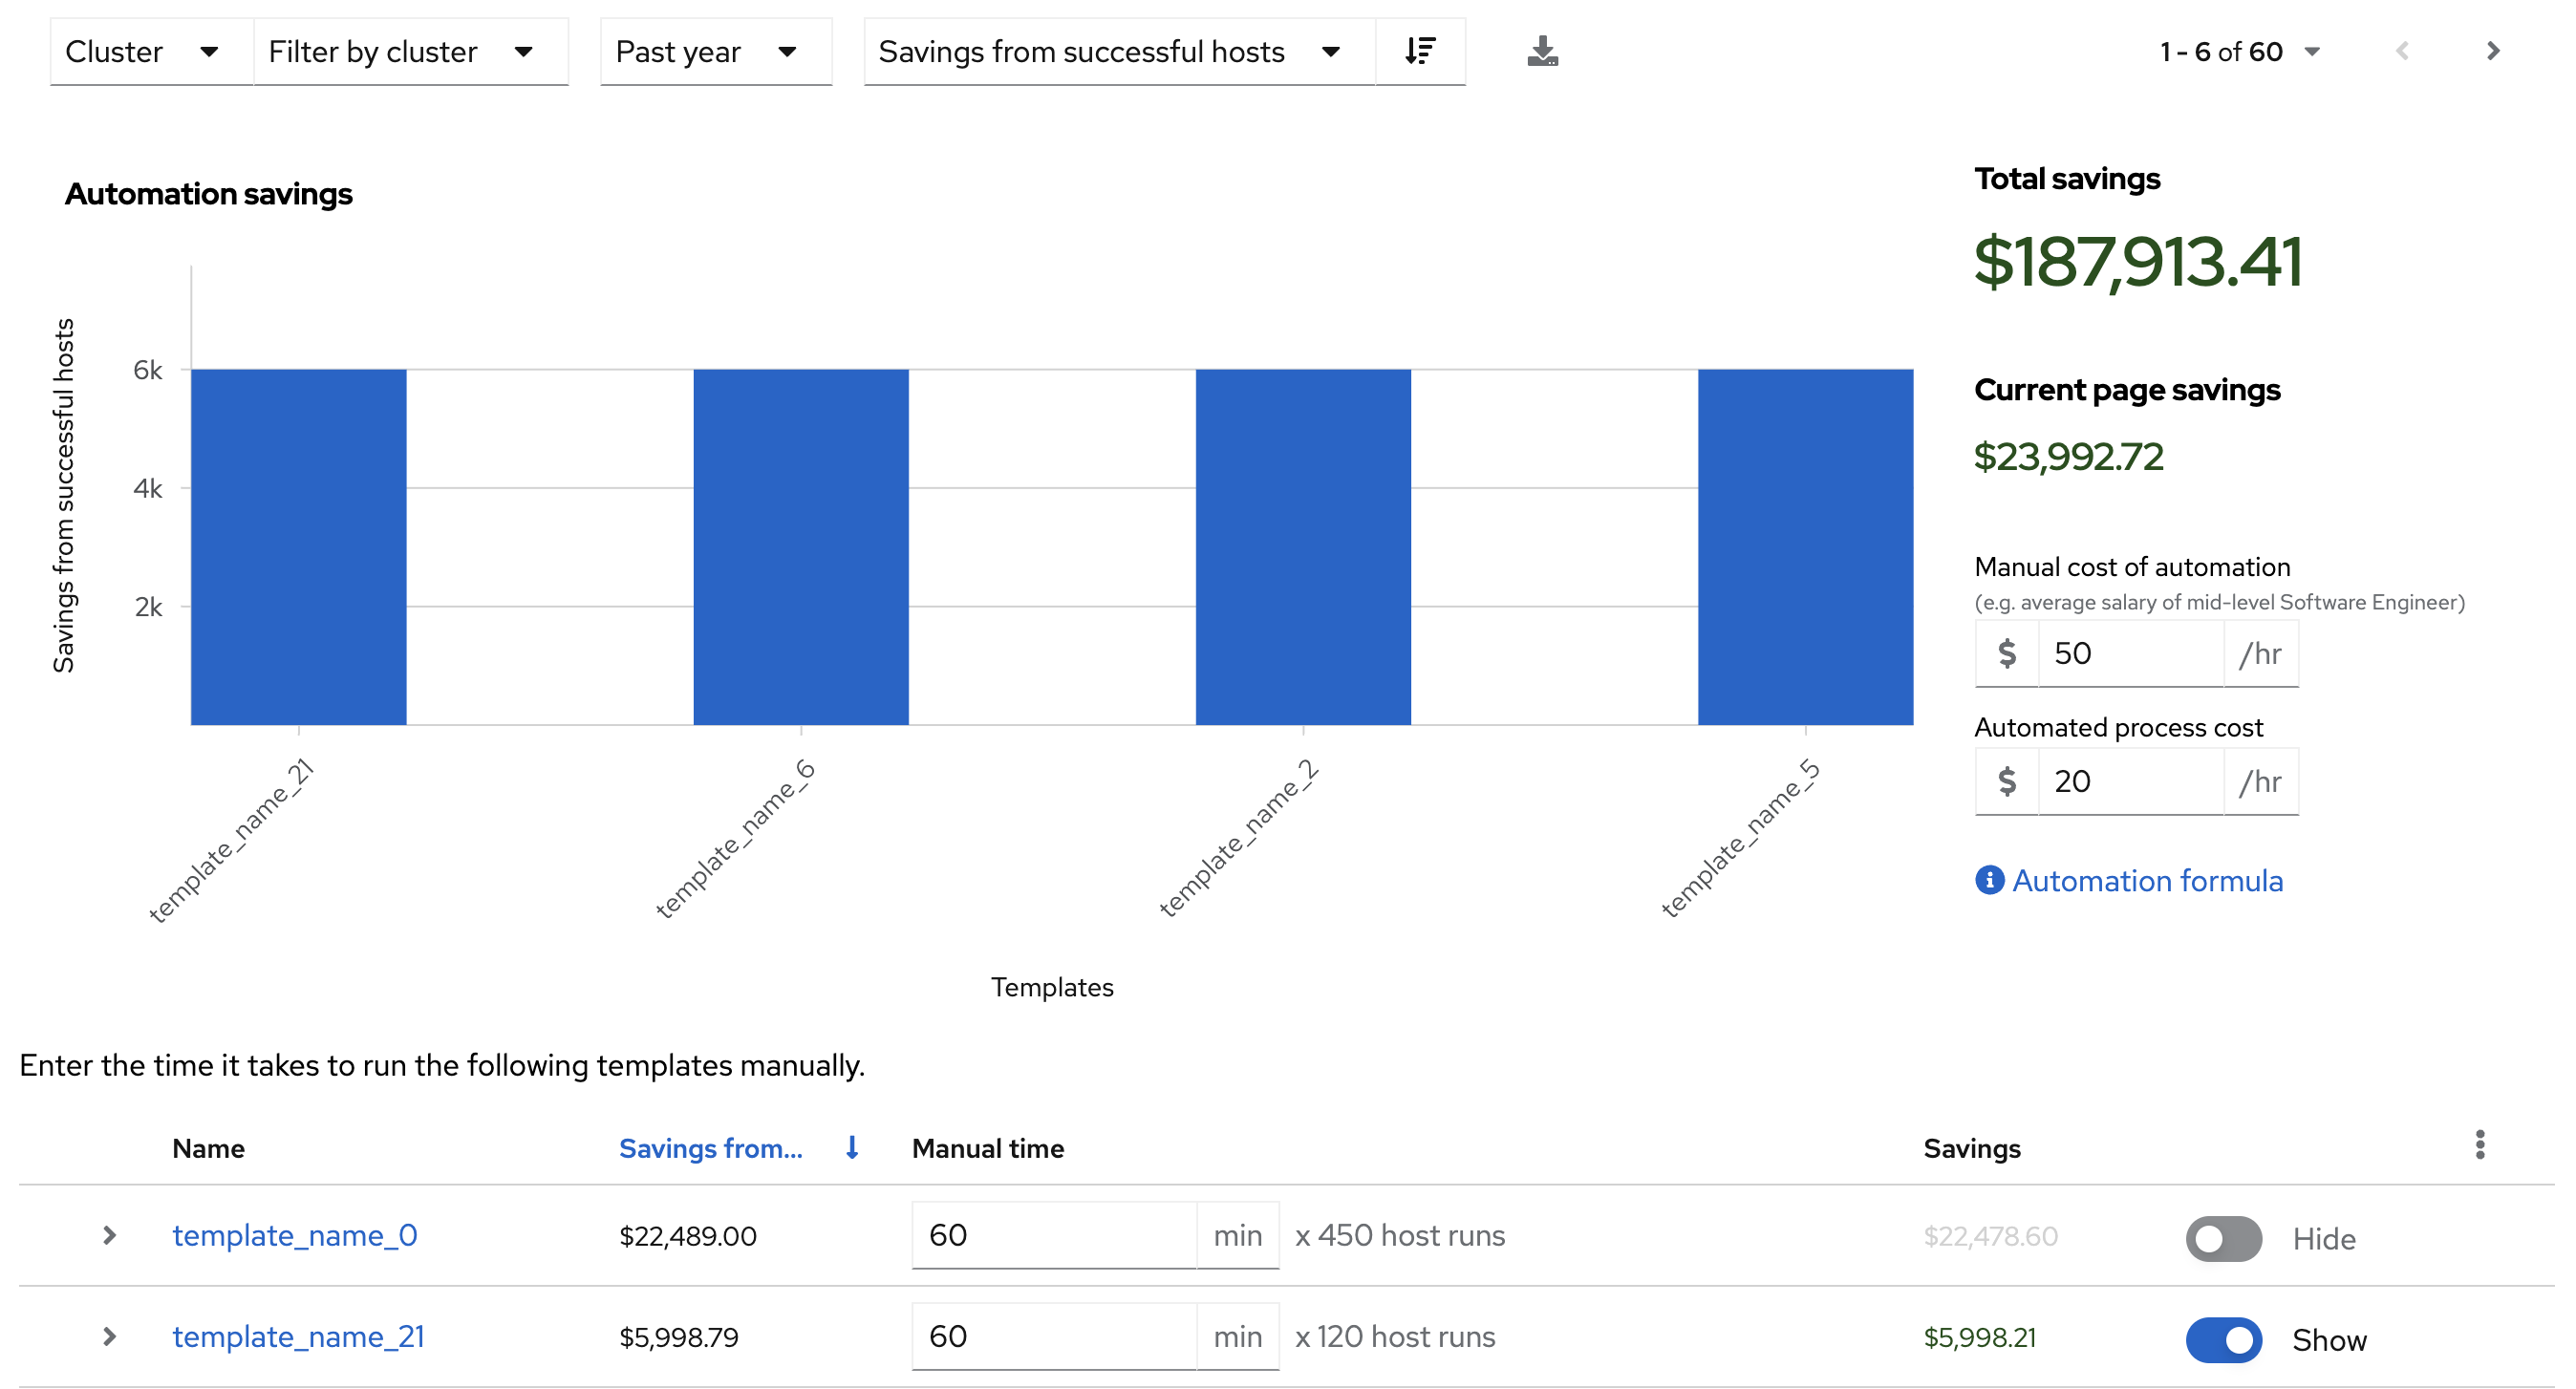 Cluster Filter by cluster Past year Savings from successful hosts 1 - 6 of 60
Automation savings
Savings from successful hosts
6k
4k
2k
template_name_21 template_name_6 template_name_2 template_name_5
Templates
Total savings
$187,913.41
Current page savings
$23,992.72
Manual cost of automation
(e.g. average salary of mid-level Software Engineer)
$ 50 /hr
Automated process cost
$ 20 /hr
Automation formula
Enter the time it takes to run the following templates manually.
Name Savings from... Manual time Savings
template_name_0 $22,489.00 60 min x 450 host runs $22,478.60 Hide
template_name_21 $5,998.79 60 min x 120 host runs $5,998.21 Show